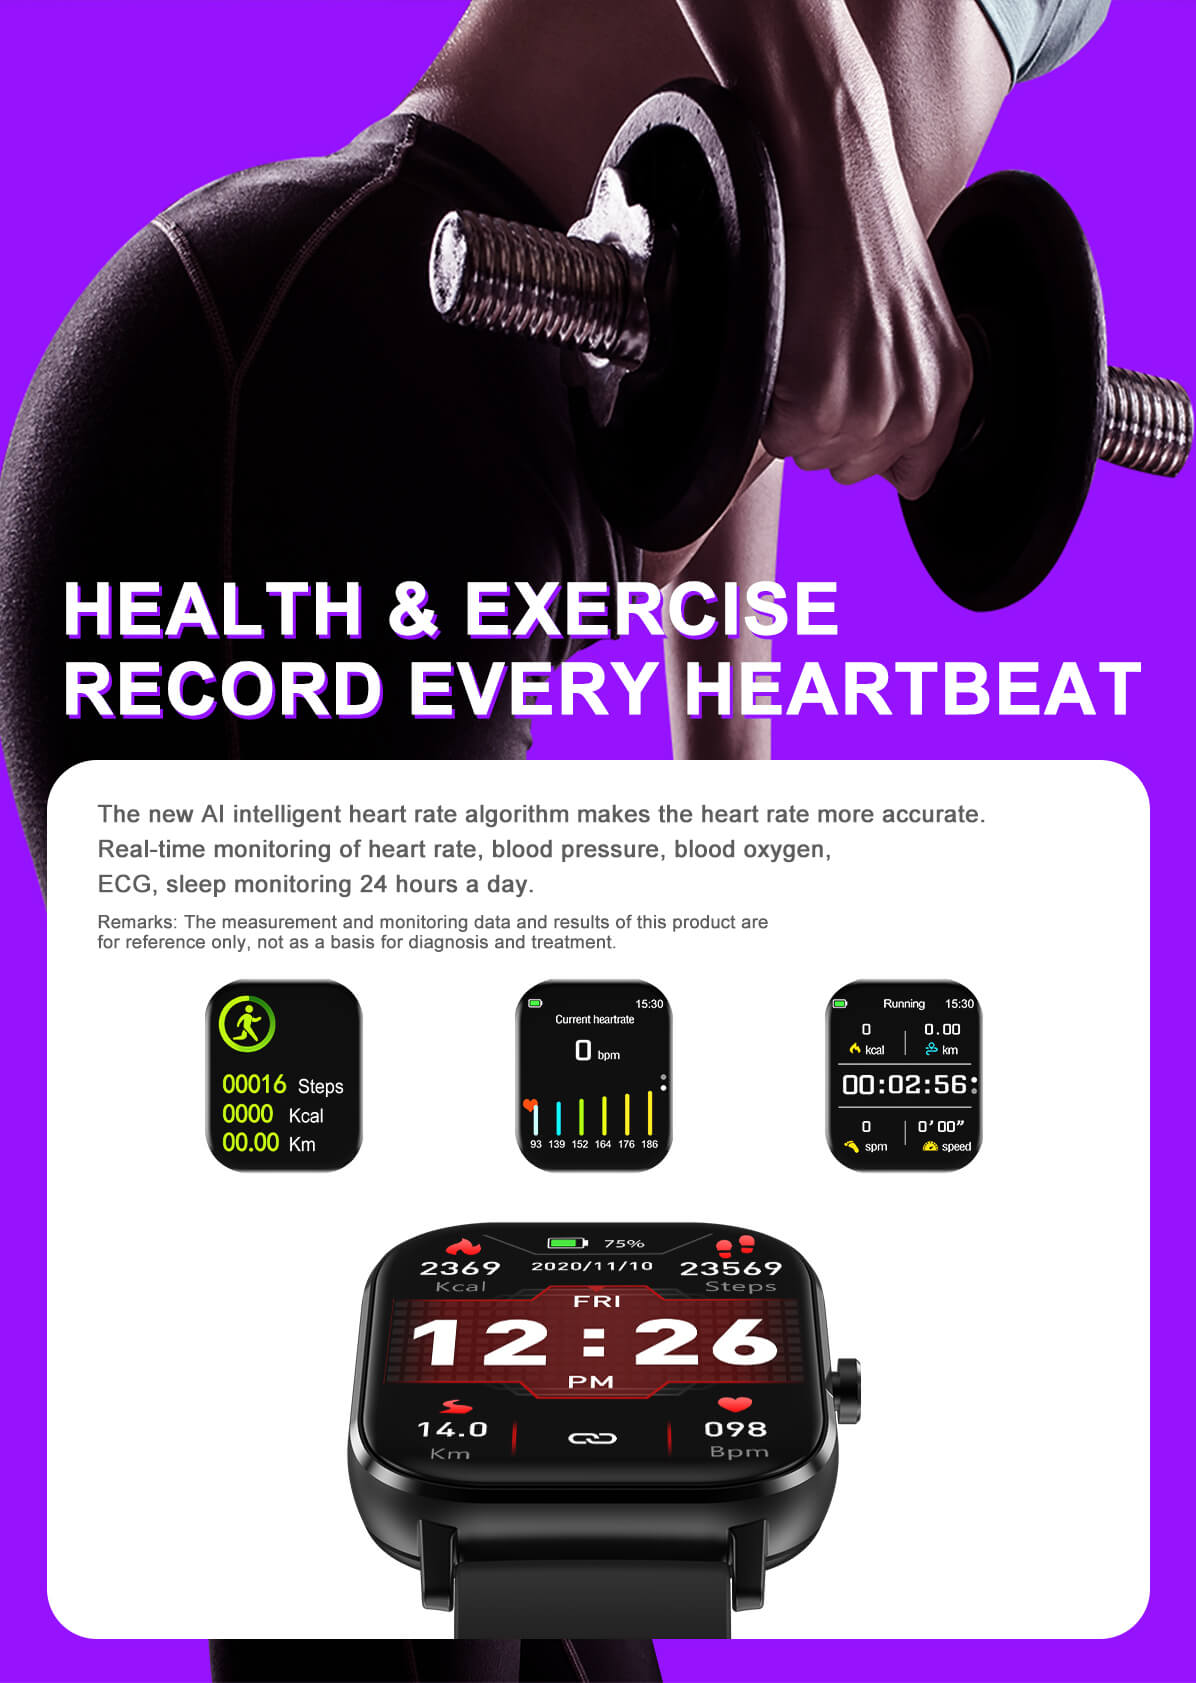 HEALTH & EXERCISE
RECORD EVERY HEARTBEAT
The new AI intelligent heart rate algorithm makes the heart rate more accurate.
Real-time monitoring of heart rate, blood pressure, blood oxygen,
ECG, sleep monitoring 24 hours a day.
Remarks: The measurement and monitoring data and results of this product are
for reference only, not as a basis for diagnosis and treatment.
00016 Steps
0000 Kcal
00.00 Km
15:30
Current heartrate
0 bpm
93 139 152 164 176 186
Running 15:30
0 0.00
kcal km
00:02:56
0 0'00"
spm speed
75%
2369 2020/11/10 23569
Kcal Steps
FRI
12:26
PM
14.0 098
Km Bpm